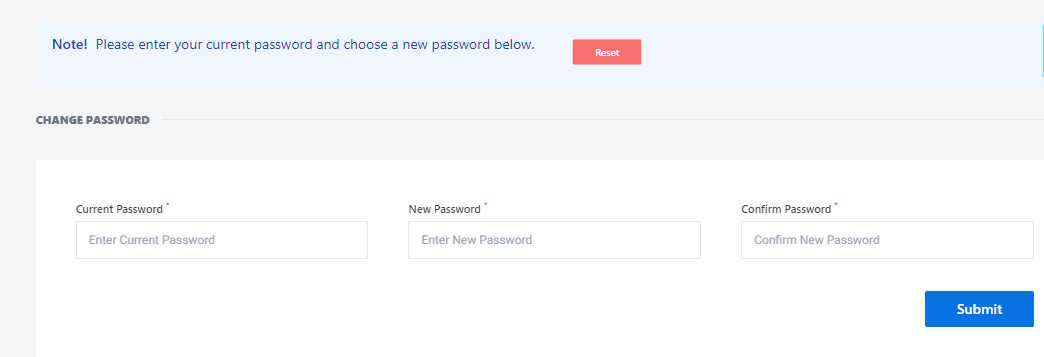 Note! Please enter your current password and choose a new password below.
Reset
CHANGE PASSWORD
Current Password * New Password * Confirm Password *
Enter Current Password Enter New Password Confirm New Password
Submit